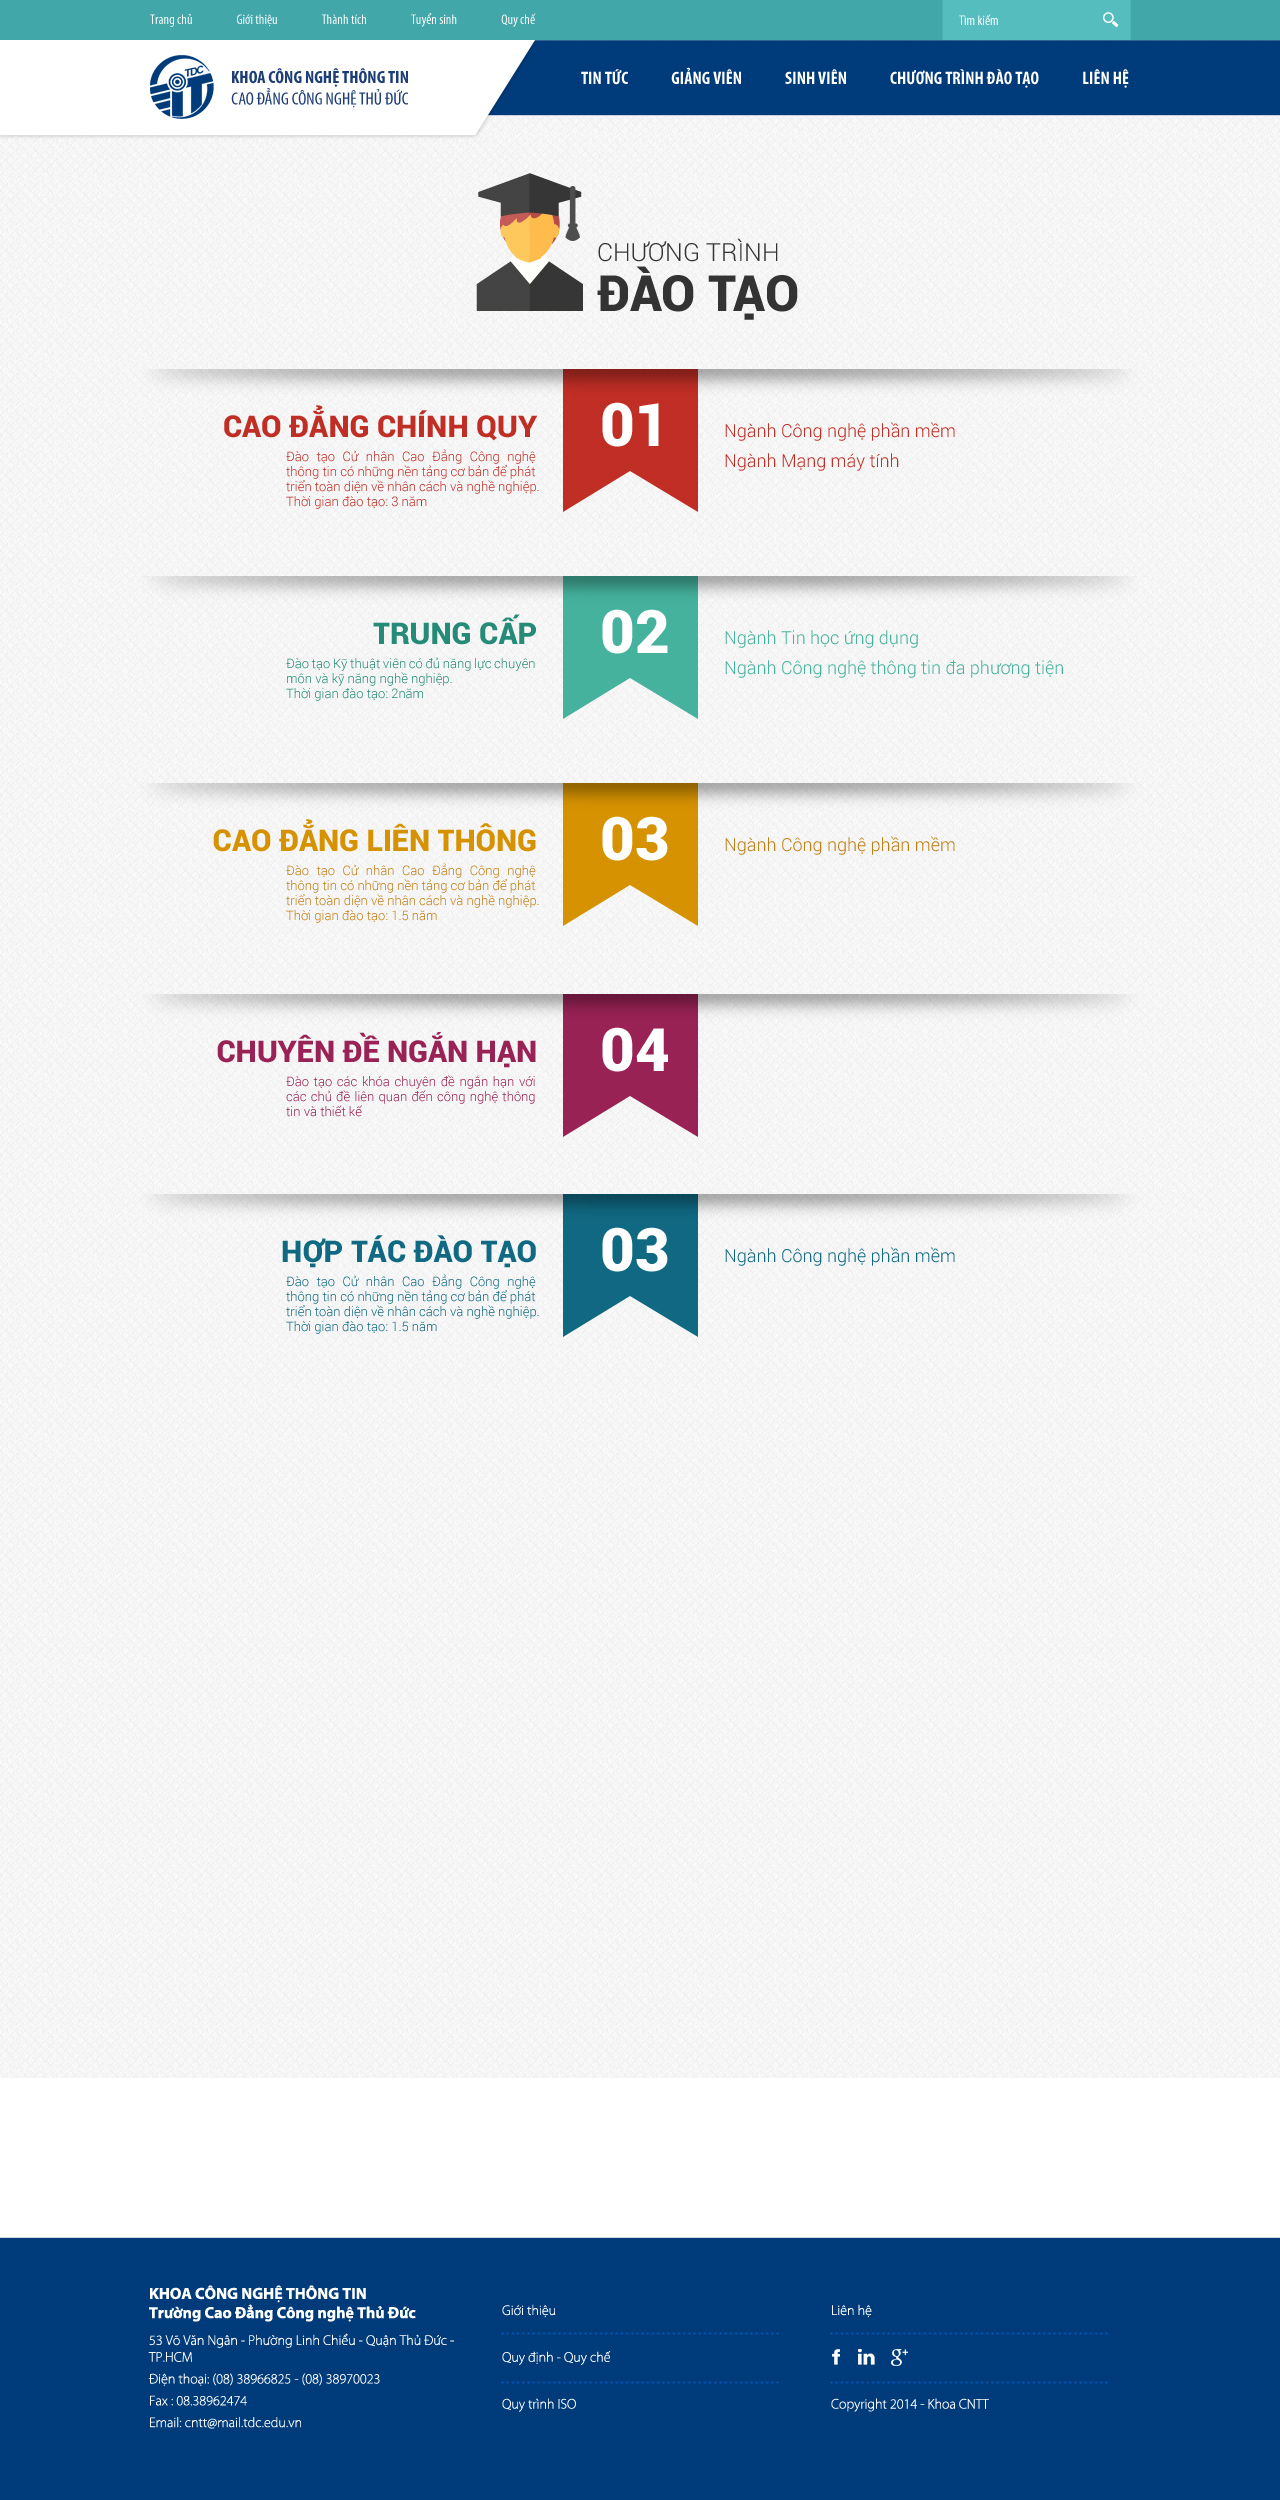 Trang chủ
Giới thiệu
Thành tích
Tuyển sinh
Quy chế
Tìm kiếm
TDC
KHOA CÔNG NGHỆ THÔNG TIN
CAO ĐẲNG CÔNG NGHỆ THỦ ĐỨC
TIN TỨC
GIẢNG VIÊN
SINH VIÊN
CHƯƠNG TRÌNH ĐÀO TẠO
LIÊN HỆ
CHƯƠNG TRÌNH
ĐÀO TẠO
CAO ĐẲNG CHÍNH QUY
Đào tạo Cử nhân Cao Đẳng Công nghệ
thông tin có những nền tảng cơ bản để phát
triển toàn diện về nhân cách và nghề nghiệp.
Thời gian đào tạo: 3 năm
01
Ngành Công nghệ phần mềm
Ngành Mạng máy tính
TRUNG CẤP
Đào tạo Kỹ thuật viên có đủ năng lực chuyên
môn và kỹ năng nghề nghiệp.
Thời gian đào tạo: 2năm
02
Ngành Tin học ứng dụng
Ngành Công nghệ thông tin đa phương tiện
CAO ĐẲNG LIÊN THÔNG
Đào tạo Cử nhân Cao Đẳng Công nghệ
thông tin có những nền tảng cơ bản để phát
triển toàn diện về nhân cách và nghề nghiệp.
Thời gian đào tạo: 1.5 năm
03
Ngành Công nghệ phần mềm
CHUYÊN ĐỀ NGẮN HẠN
Đào tạo các khóa chuyên đề ngắn hạn với
các chủ đề liên quan đến công nghệ thông
tin và thiết kế
04
HỢP TÁC ĐÀO TẠO
Đào tạo Cử nhân Cao Đẳng Công nghệ
thông tin có những nền tảng cơ bản để phát
triển toàn diện về nhân cách và nghề nghiệp.
Thời gian đào tạo: 1.5 năm
03
Ngành Công nghệ phần mềm
KHOA CÔNG NGHỆ THÔNG TIN
Trường Cao Đẳng Công nghệ Thủ Đức
53 Võ Văn Ngân - Phường Linh Chiểu - Quận Thủ Đức -
TP.HCM
Điện thoại: (08) 38966825 - (08) 38970023
Fax : 08.38962474
Email: cntt@mail.tdc.edu.vn
Giới thiệu
Quy định - Quy chế
Quy trình ISO
Liên hệ
Copyright 2014 - Khoa CNTT